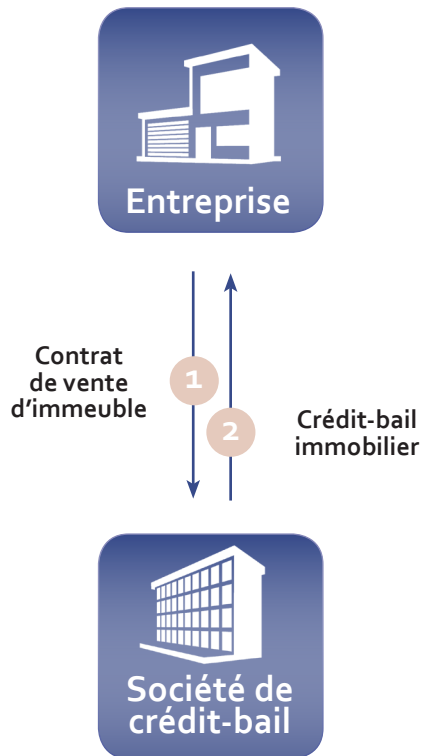 Entreprise
Contrat
de vente
d’immeuble
1
2
Crédit-bail
immobilier
Société de
crédit-bail